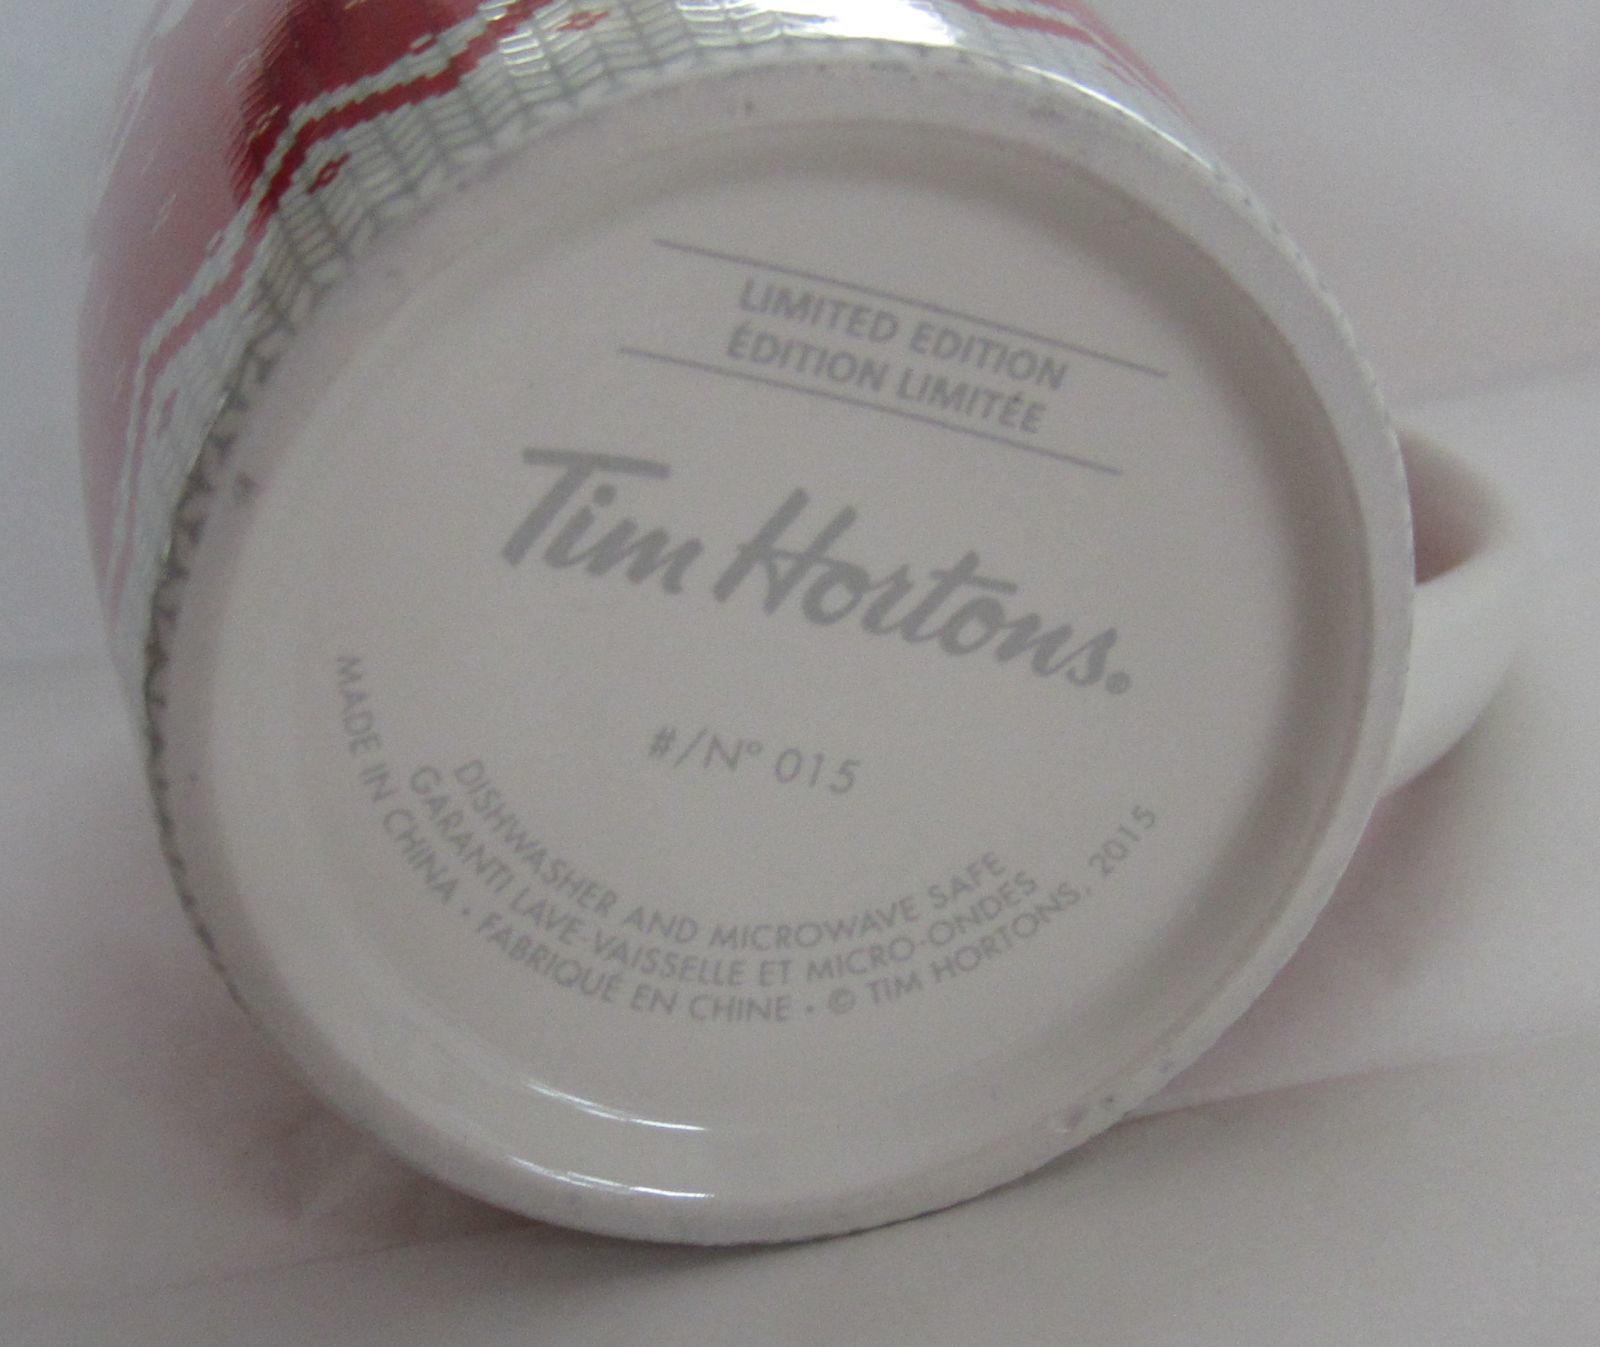 LIMITED EDITION
ÉDITION LIMITÉE
Tim Hortons®
#/Nº 015
DISHWASHER AND MICROWAVE SAFE
GARANTI LAVE-VAISSELLE ET MICRO-ONDES
MADE IN CHINA • FABRIQUÉ EN CHINE • © TIM HORTONS, 2015